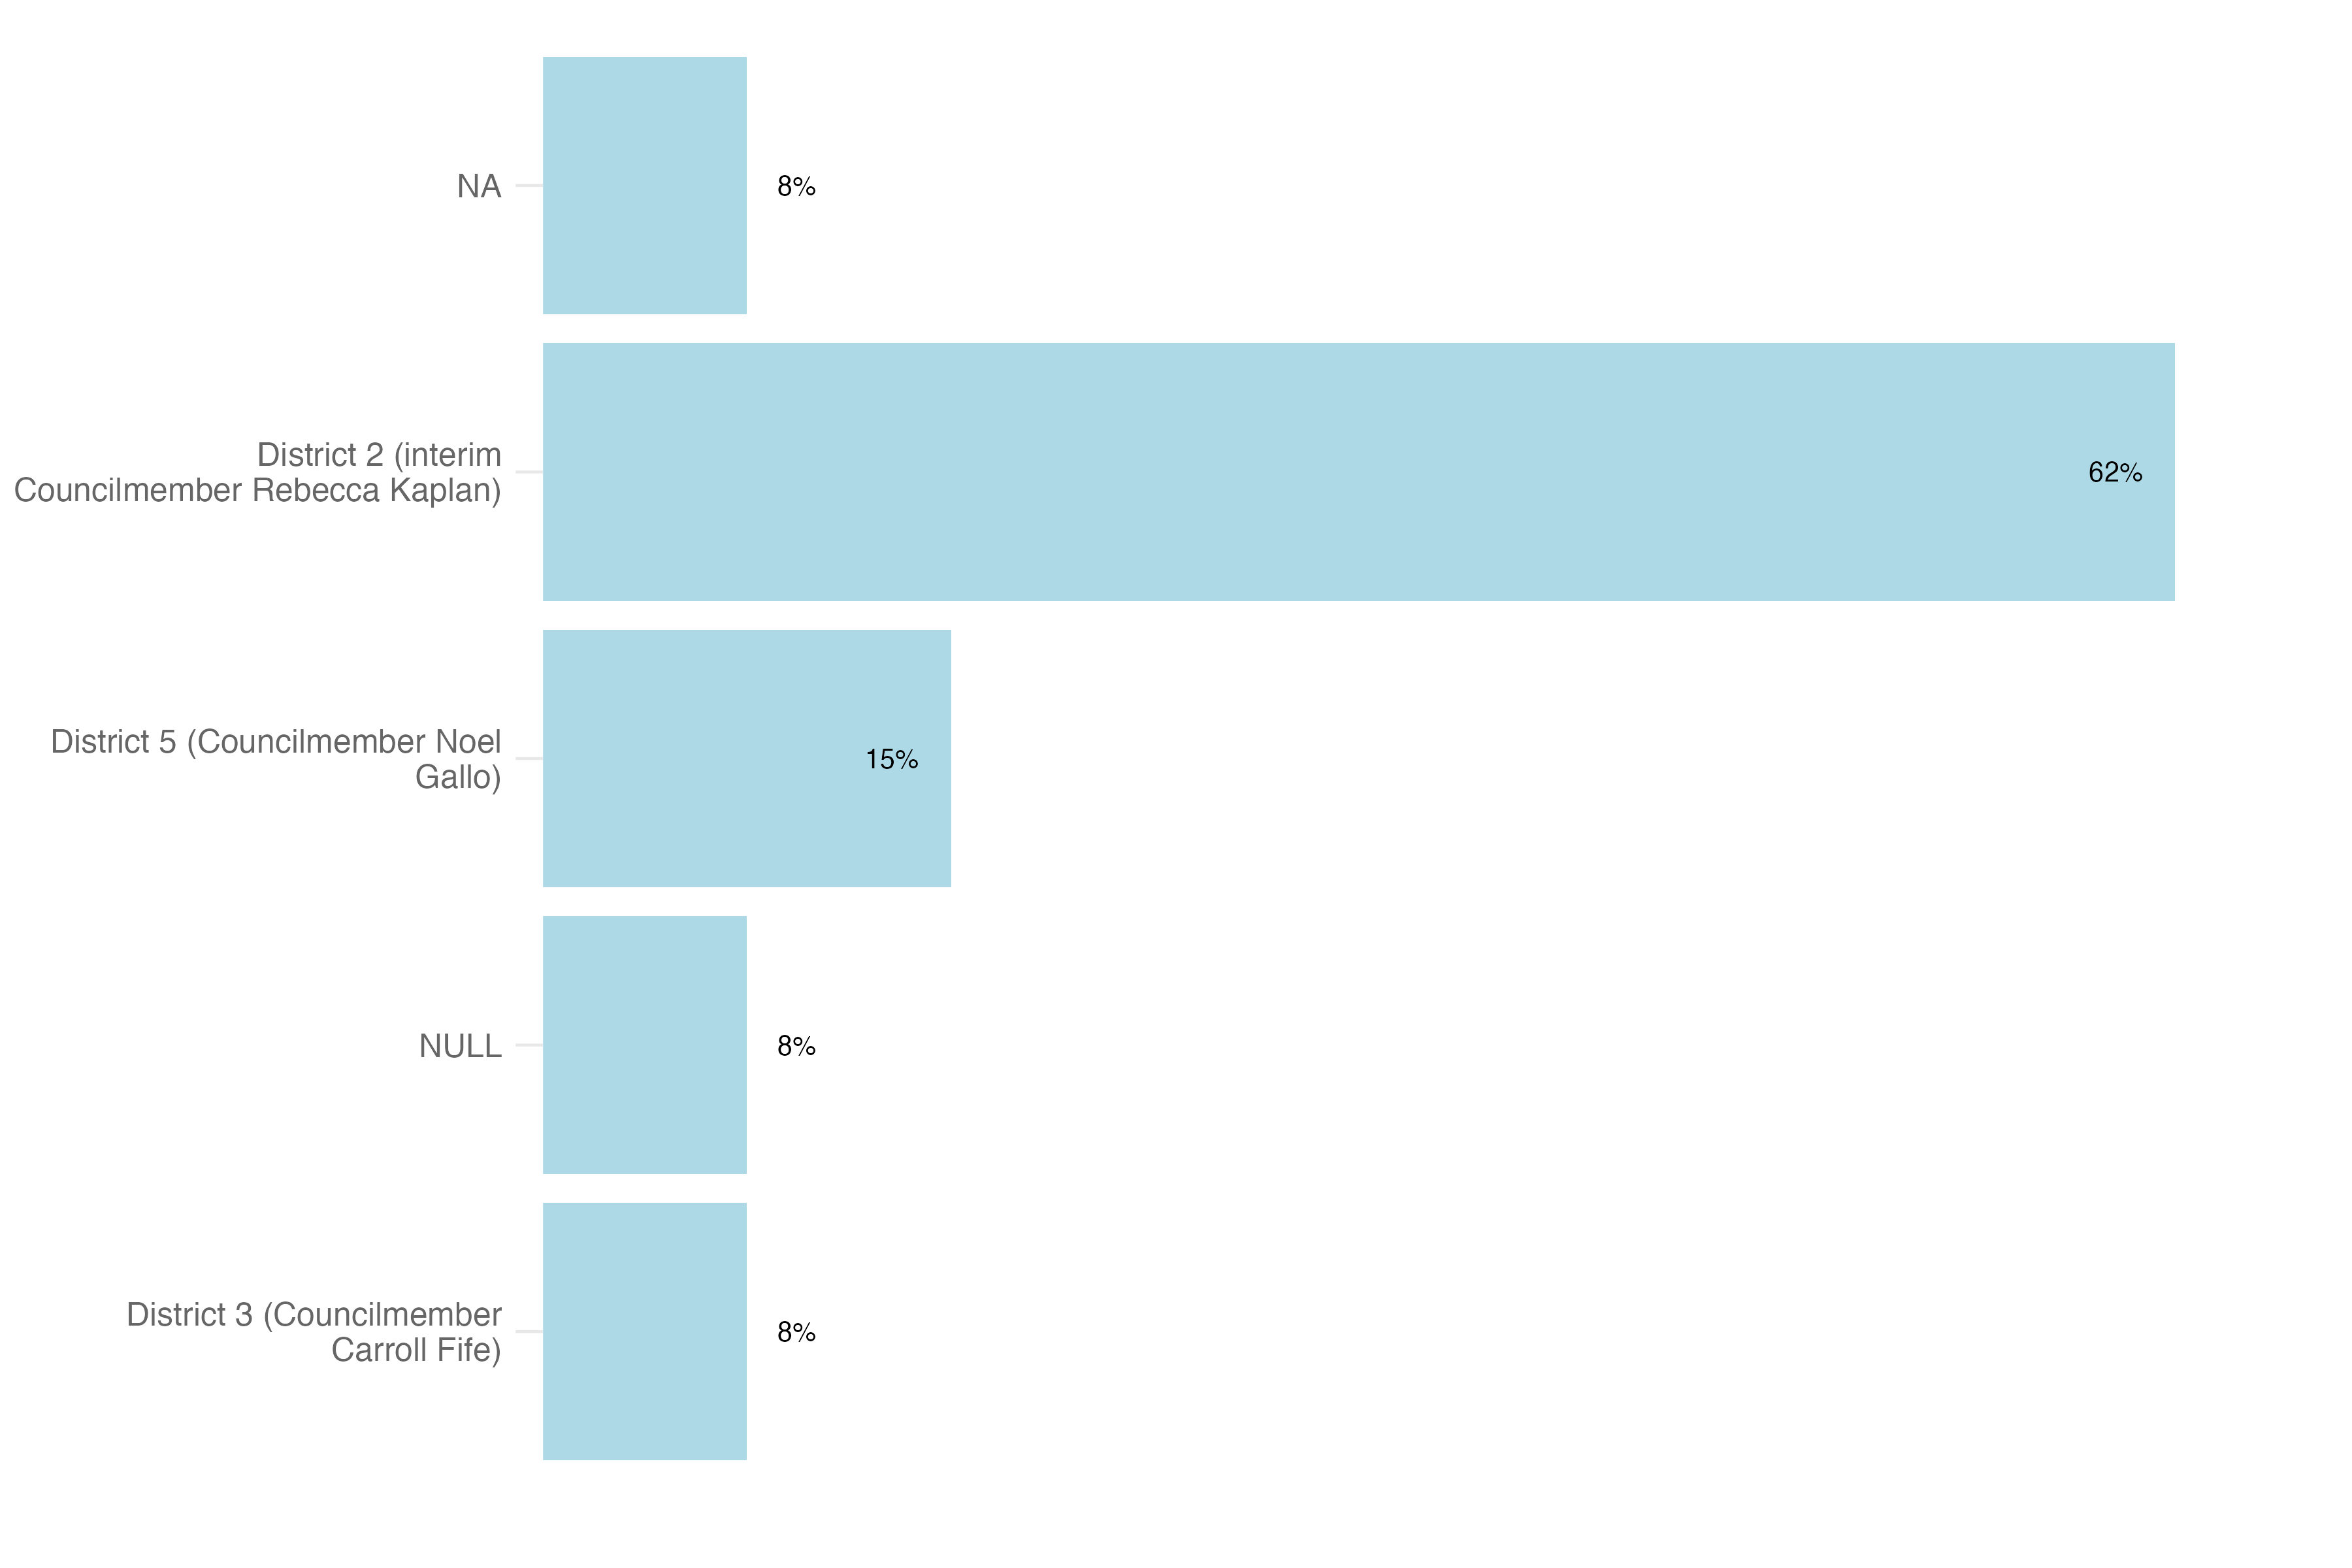 NA
8%
District 2 (interim
Councilmember Rebecca Kaplan)
62%
District 5 (Councilmember Noel
Gallo)
15%
NULL
8%
District 3 (Councilmember
Carroll Fife)
8%